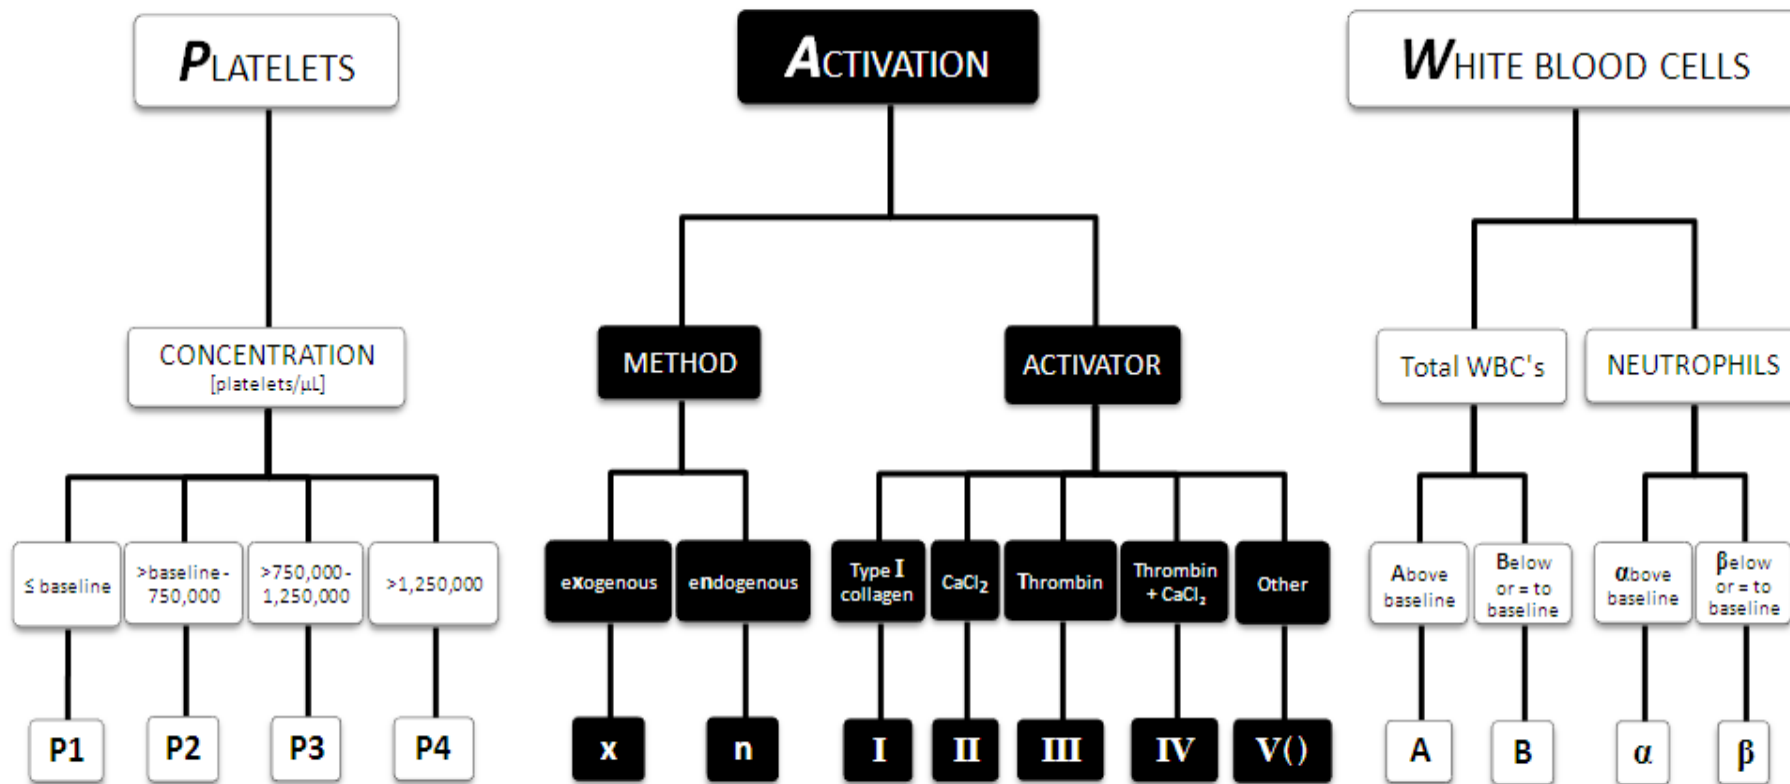 PLATELETS
ACTIVATION
WHITE BLOOD CELLS
CONCENTRATION
[platelets/µL]
METHOD
ACTIVATOR
Total WBC's
NEUTROPHILS
≤ baseline
>baseline-
750,000
>750,000-
1,250,000
>1,250,000
exogenous
endogenous
Type I
collagen
CaCl₂
Thrombin
Thrombin
+ CaCl₂
Other
Above
baseline
Below
or = to
baseline
αbove
baseline
βelow
or = to
baseline
P1
P2
P3
P4
x
n
I
II
III
IV
V()
A
B
α
β